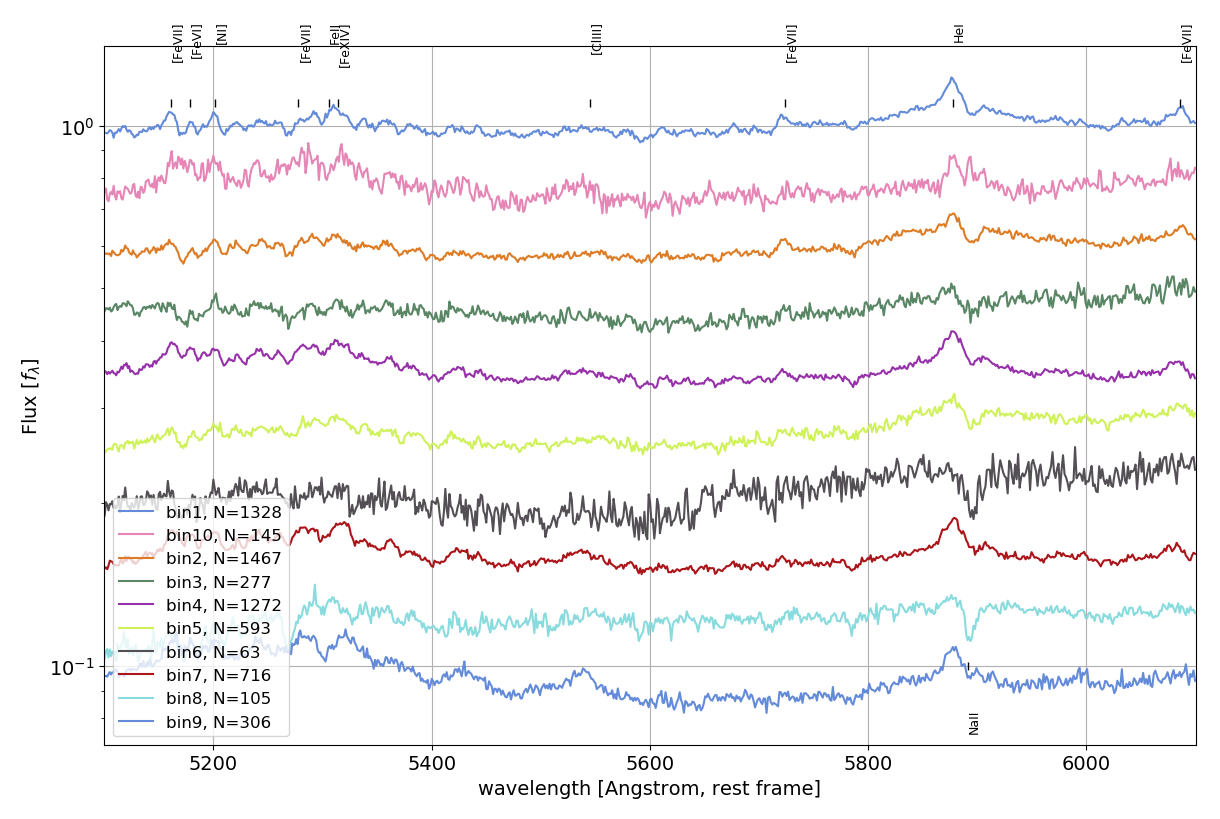 [FeVII]
[FeVI]
[NI]
[FeVII]
FeII
[FeXIV]
[ClIII]
[FeVII]
HeI
[FeVII]
10⁰
10⁻¹
Flux [fλ]
bin1, N=1328
bin10, N=145
bin2, N=1467
bin3, N=277
bin4, N=1272
bin5, N=593
bin6, N=63
bin7, N=716
bin8, N=105
bin9, N=306
NaII
5200 5400 5600 5800 6000
wavelength [Angstrom, rest frame]